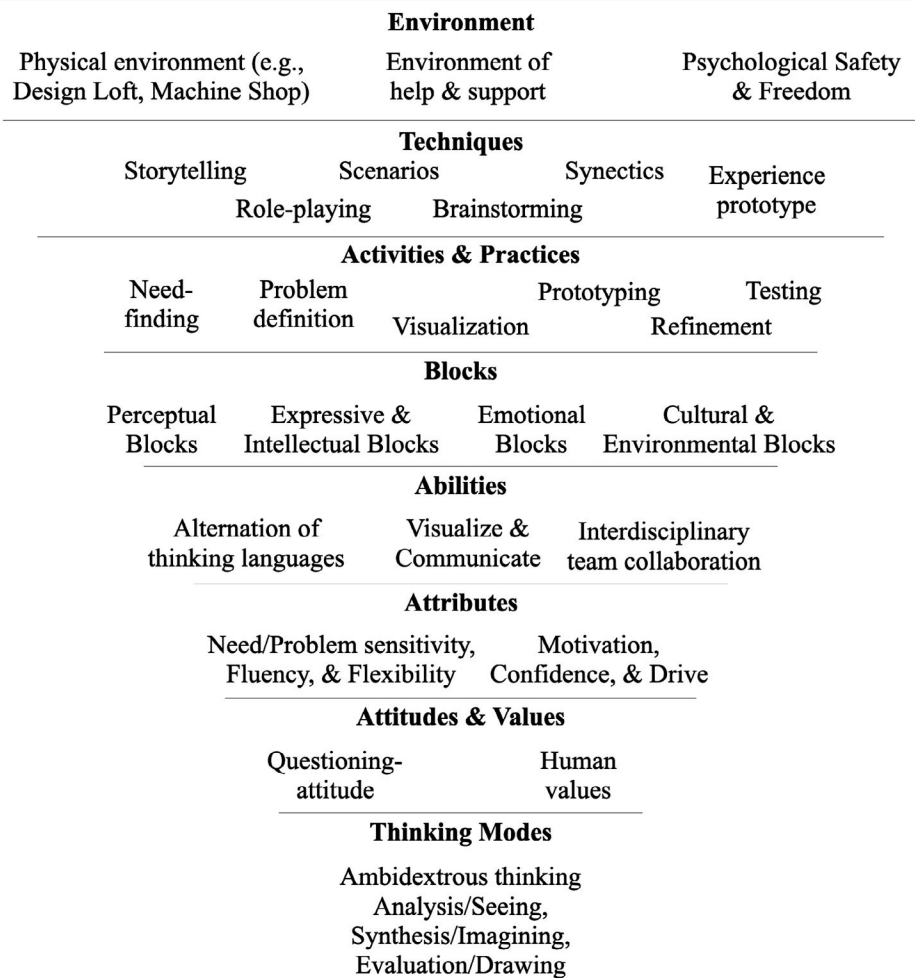 Environment
Physical environment (e.g.,
Design Loft, Machine Shop)
Environment of
help & support
Psychological Safety
& Freedom
Techniques
Storytelling
Scenarios
Synectics
Experience
prototype
Role-playing
Brainstorming
Activities & Practices
Need-
finding
Problem
definition
Visualization
Prototyping
Refinement
Testing
Blocks
Perceptual
Blocks
Expressive &
Intellectual Blocks
Emotional
Blocks
Cultural &
Environmental Blocks
Abilities
Alternation of
thinking languages
Visualize &
Communicate
Interdisciplinary
team collaboration
Attributes
Need/Problem sensitivity,
Fluency, & Flexibility
Motivation,
Confidence, & Drive
Attitudes & Values
Questioning-
attitude
Human
values
Thinking Modes
Ambidextrous thinking
Analysis/Seeing,
Synthesis/Imagining,
Evaluation/Drawing